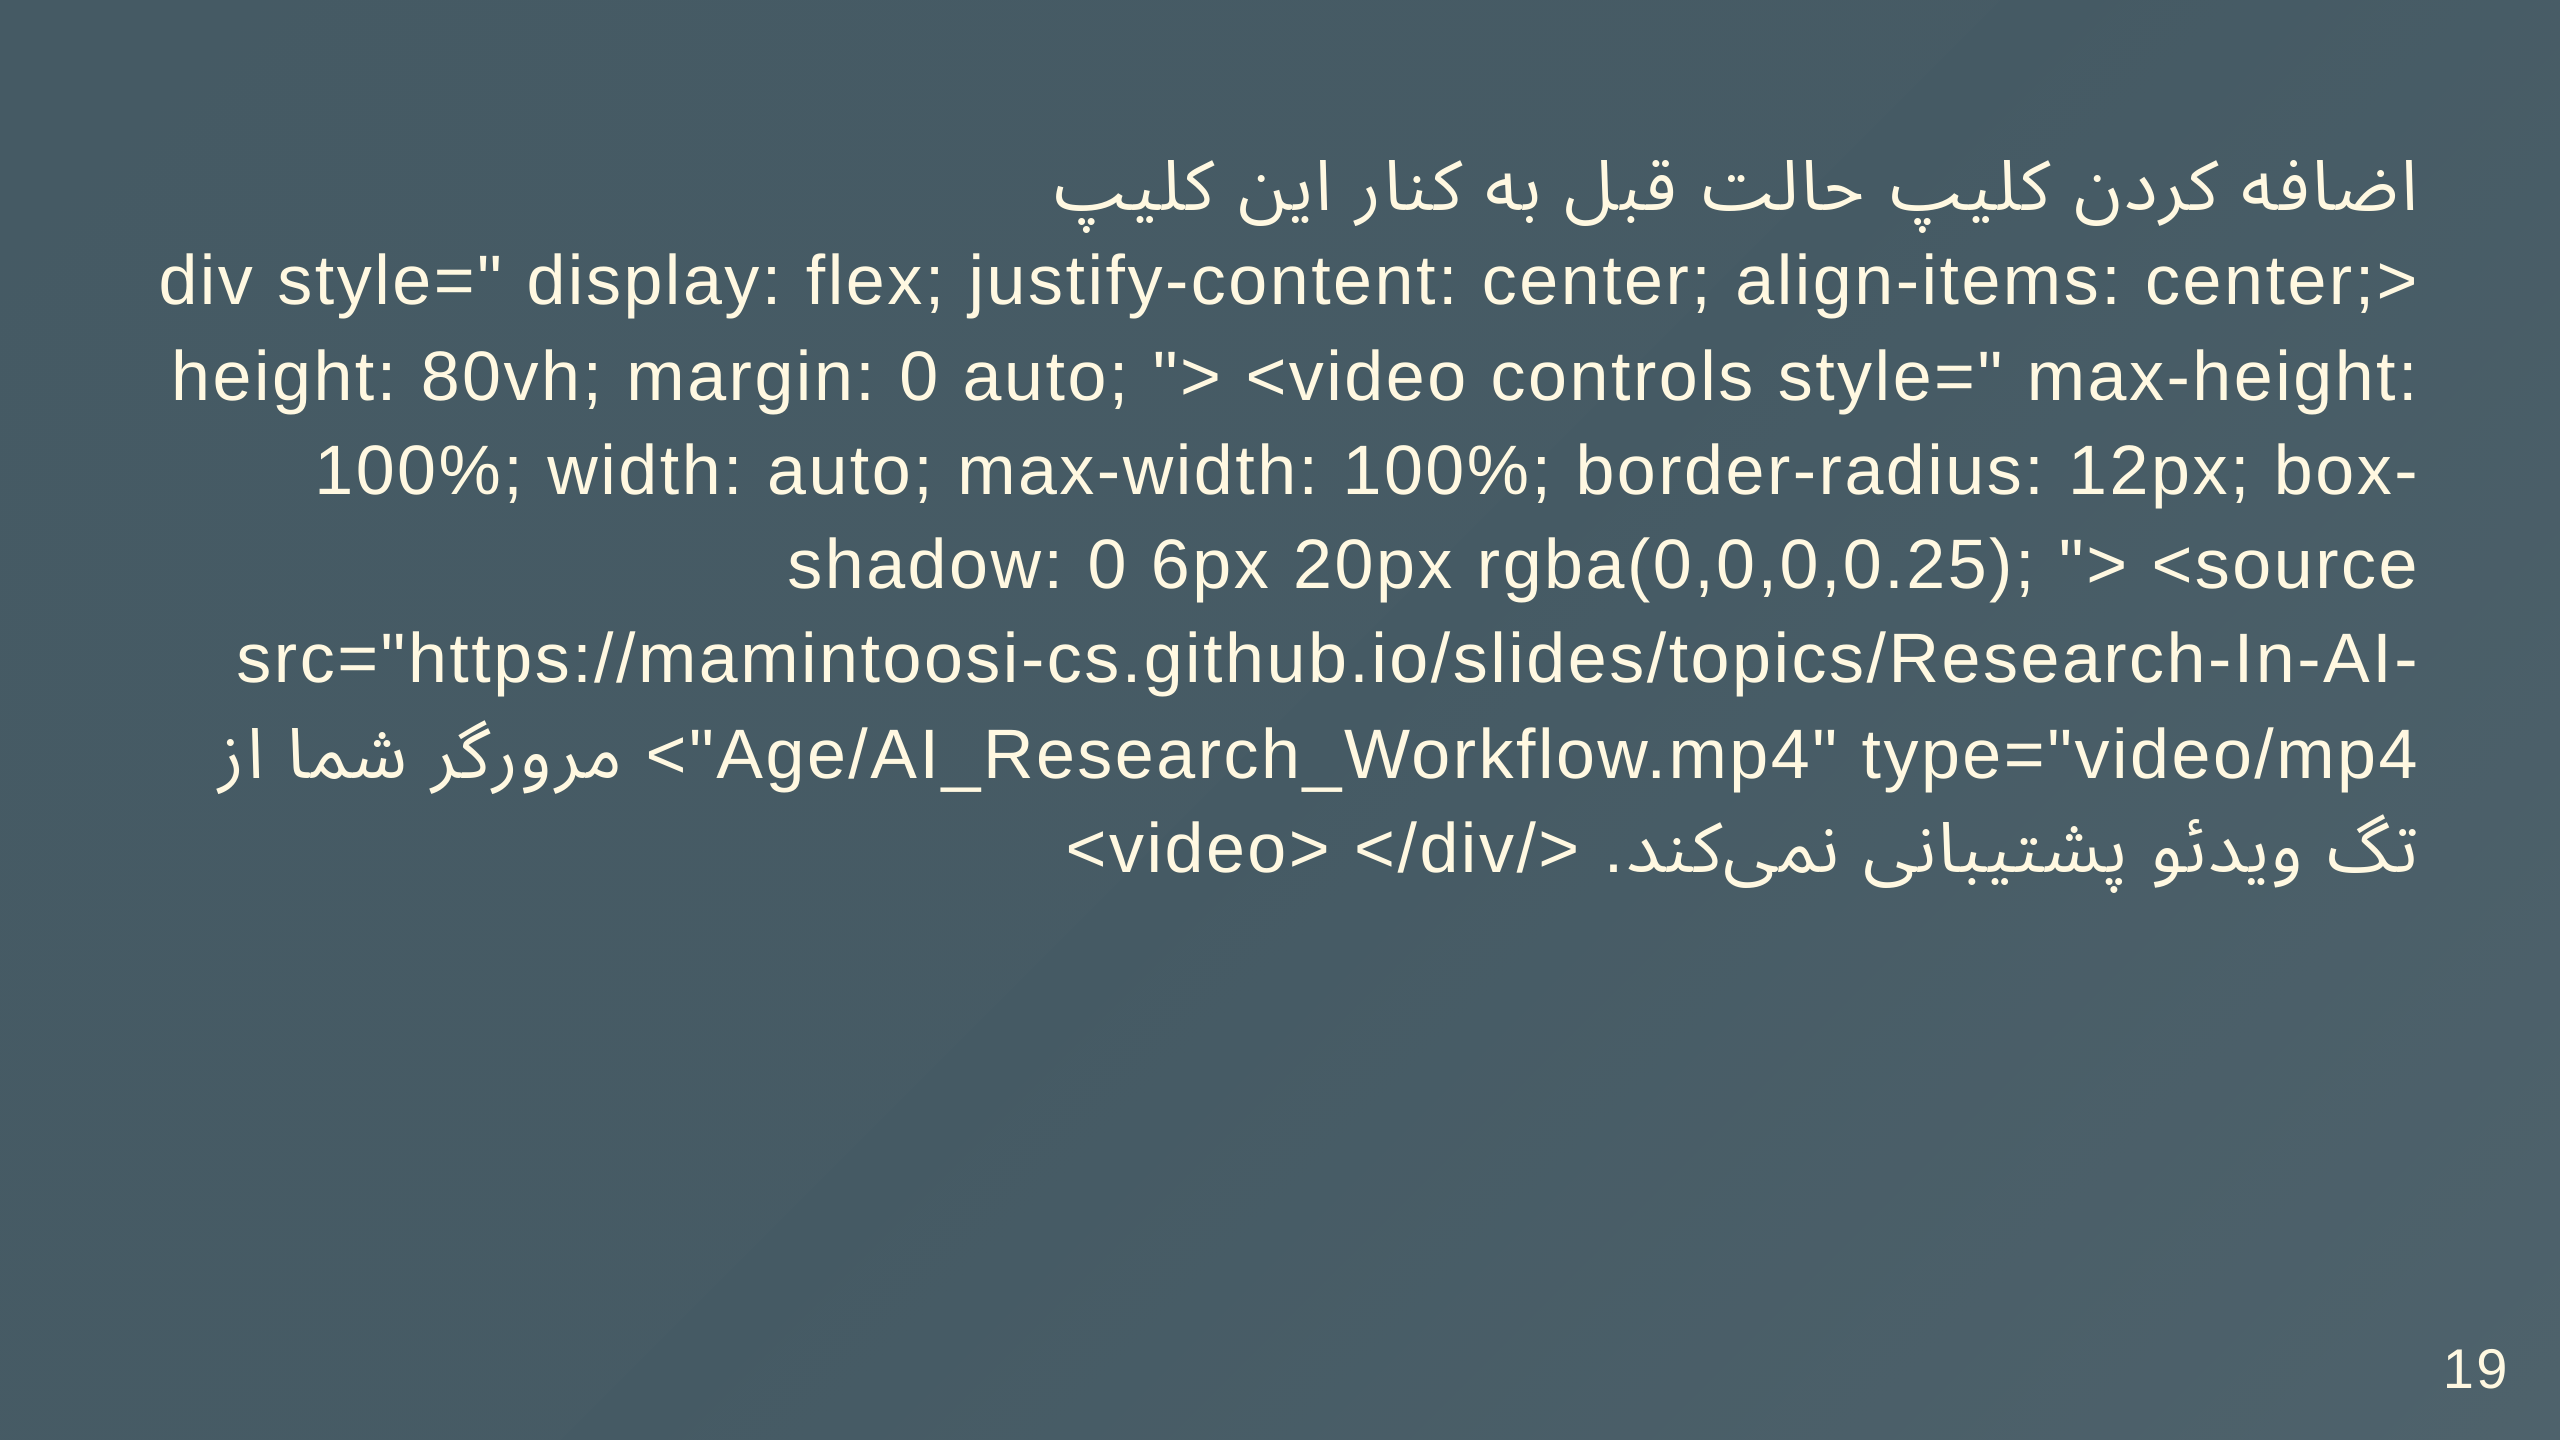 اضافه کردن کلیپ حالت قبل به کنار این کلیپ
<div style=" display: flex; justify-content: center; align-items: center;
height: 80vh; margin: 0 auto; "> <video controls style=" max-height:
100%; width: auto; max-width: 100%; border-radius: 12px; box-
shadow: 0 6px 20px rgba(0,0,0,0.25); "> <source
src="https://mamintoosi-cs.github.io/slides/topics/Research-In-AI-
Age/AI_Research_Workflow.mp4" type="video/mp4"> مرورگر شما از
تگ ویدئو پشتیبانی نمی‌کند. </video> </div>
19